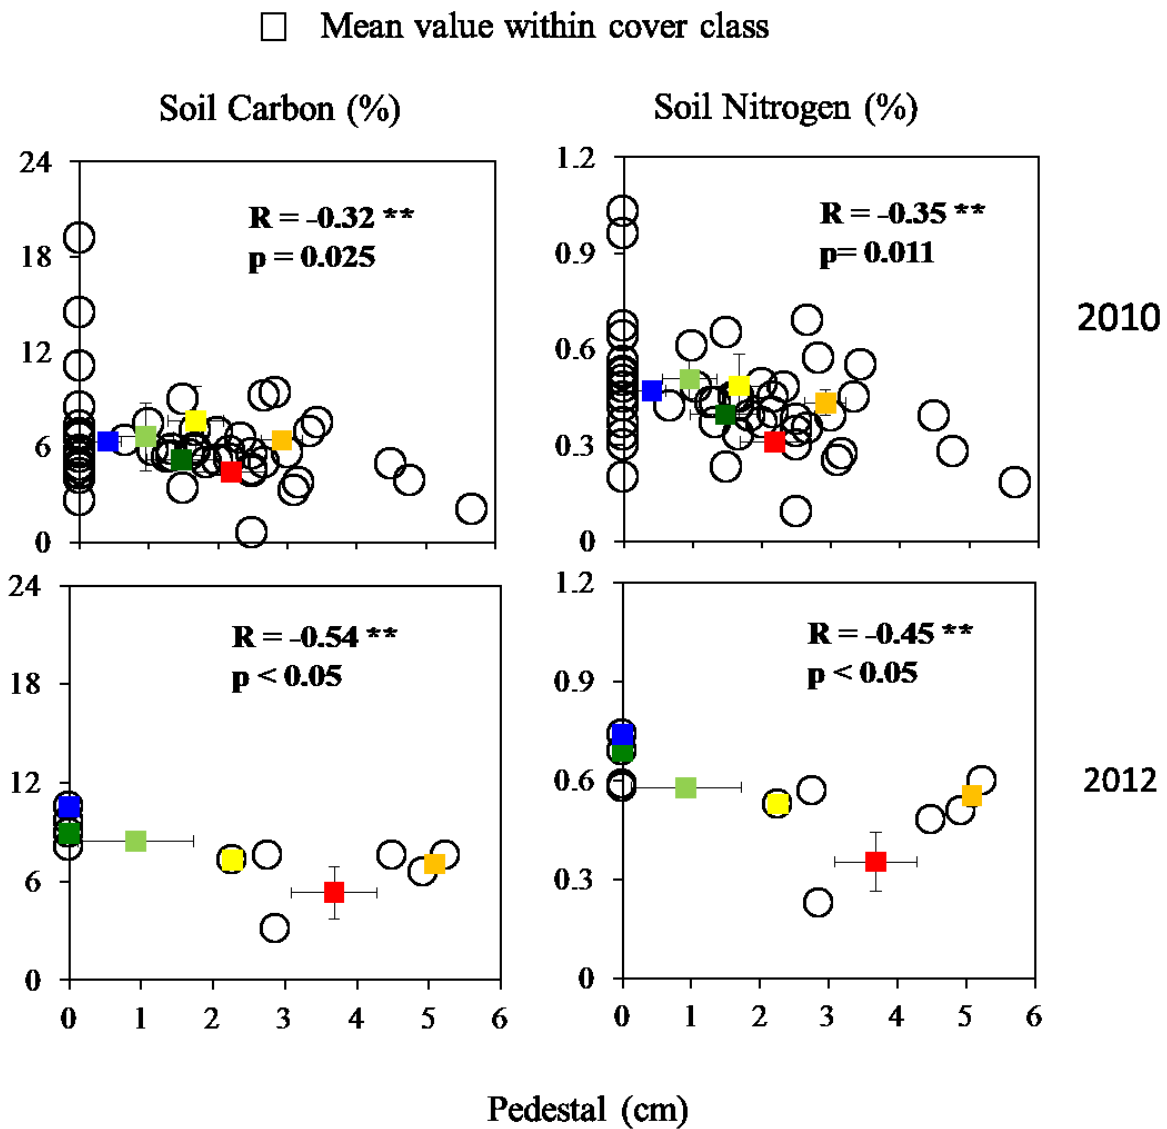 Mean value within cover class
Soil Carbon (%)
Soil Nitrogen (%)
24
18
12
6
0
R = -0.32 **
p = 0.025
1.2
0.9
0.6
0.3
0
R = -0.35 **
p= 0.011
2010
24
18
12
6
0
R = -0.54 **
p < 0.05
0 1 2 3 4 5 6
1.2
0.9
0.6
0.3
0
R = -0.45 **
p < 0.05
0 1 2 3 4 5 6
2012
Pedestal (cm)